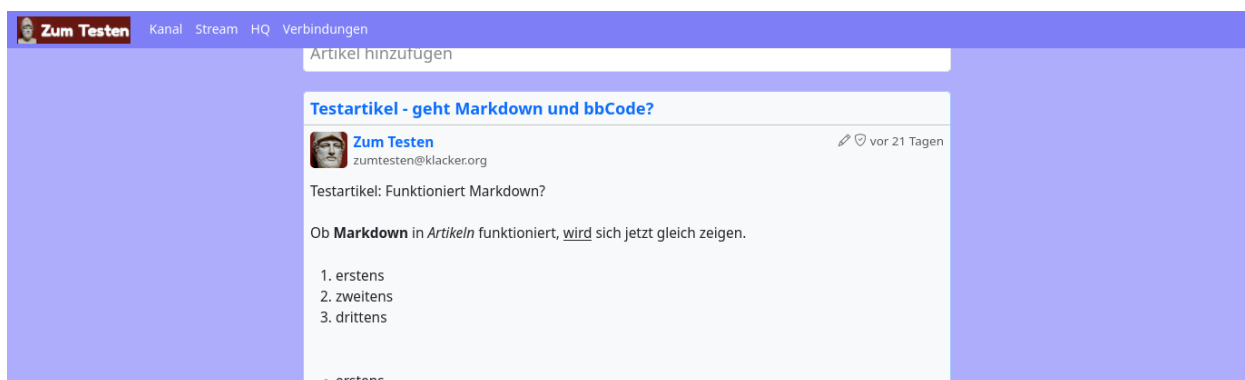 Zum Testen Kanal Stream HQ Verbindungen
Artikel hinzufügen
Testartikel - geht Markdown und bbCode?
Zum Testen vor 21 Tagen
zumtesten@klacker.org
Testartikel: Funktioniert Markdown?
Ob Markdown in Artikeln funktioniert, wird sich jetzt gleich zeigen.
1. erstens
2. zweitens
3. drittens
erstens